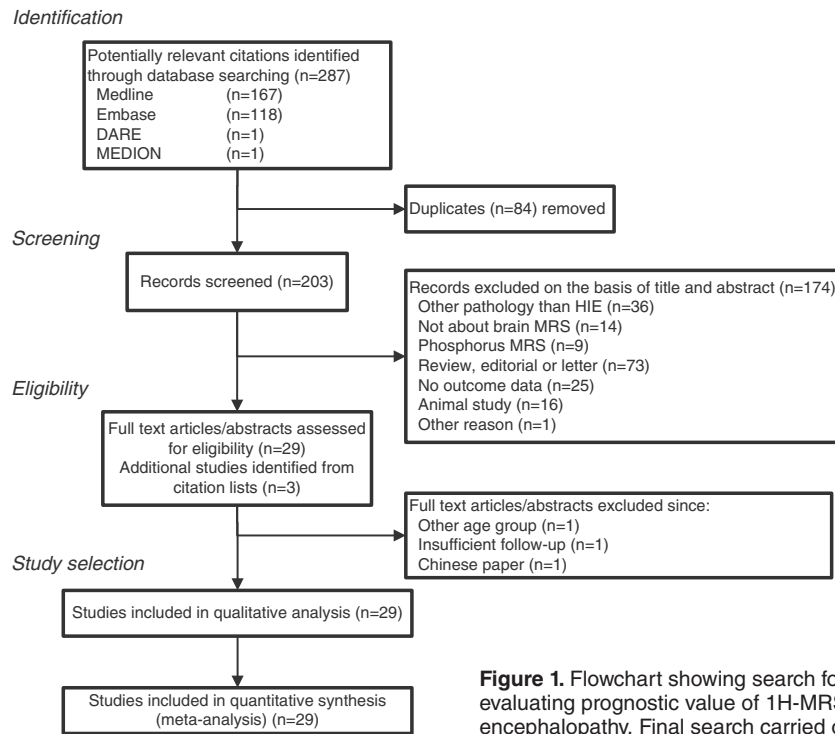 Identification
Potentially relevant citations identified
through database searching (n=287)
Medline (n=167)
Embase (n=118)
DARE (n=1)
MEDION (n=1)
Duplicates (n=84) removed
Screening
Records screened (n=203)
Records excluded on the basis of title and abstract (n=174)
Other pathology than HIE (n=36)
Not about brain MRS (n=14)
Phosphorus MRS (n=9)
Review, editorial or letter (n=73)
No outcome data (n=25)
Animal study (n=16)
Other reason (n=1)
Eligibility
Full text articles/abstracts assessed
for eligibility (n=29)
Additional studies identified from
citation lists (n=3)
Full text articles/abstracts excluded since:
Other age group (n=1)
Insufficient follow-up (n=1)
Chinese paper (n=1)
Study selection
Studies included in qualitative analysis (n=29)
Studies included in quantitative synthesis
(meta-analysis) (n=29)
Figure 1. Flowchart showing search
evaluating prognostic value of 1H-MRS
encephalopathy. Final search carried